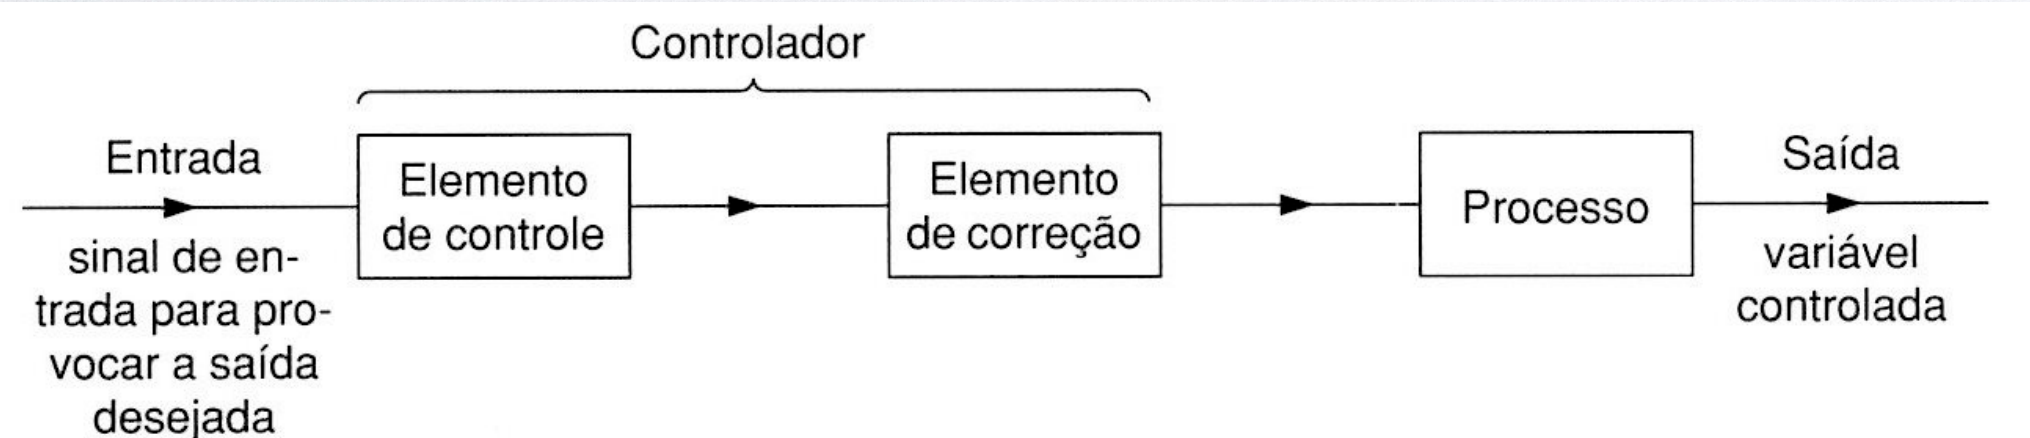 Controlador
Entrada
sinal de en-
trada para pro-
vocar a saída
desejada
Elemento
de controle
Elemento
de correção
Processo
Saída
variável
controlada